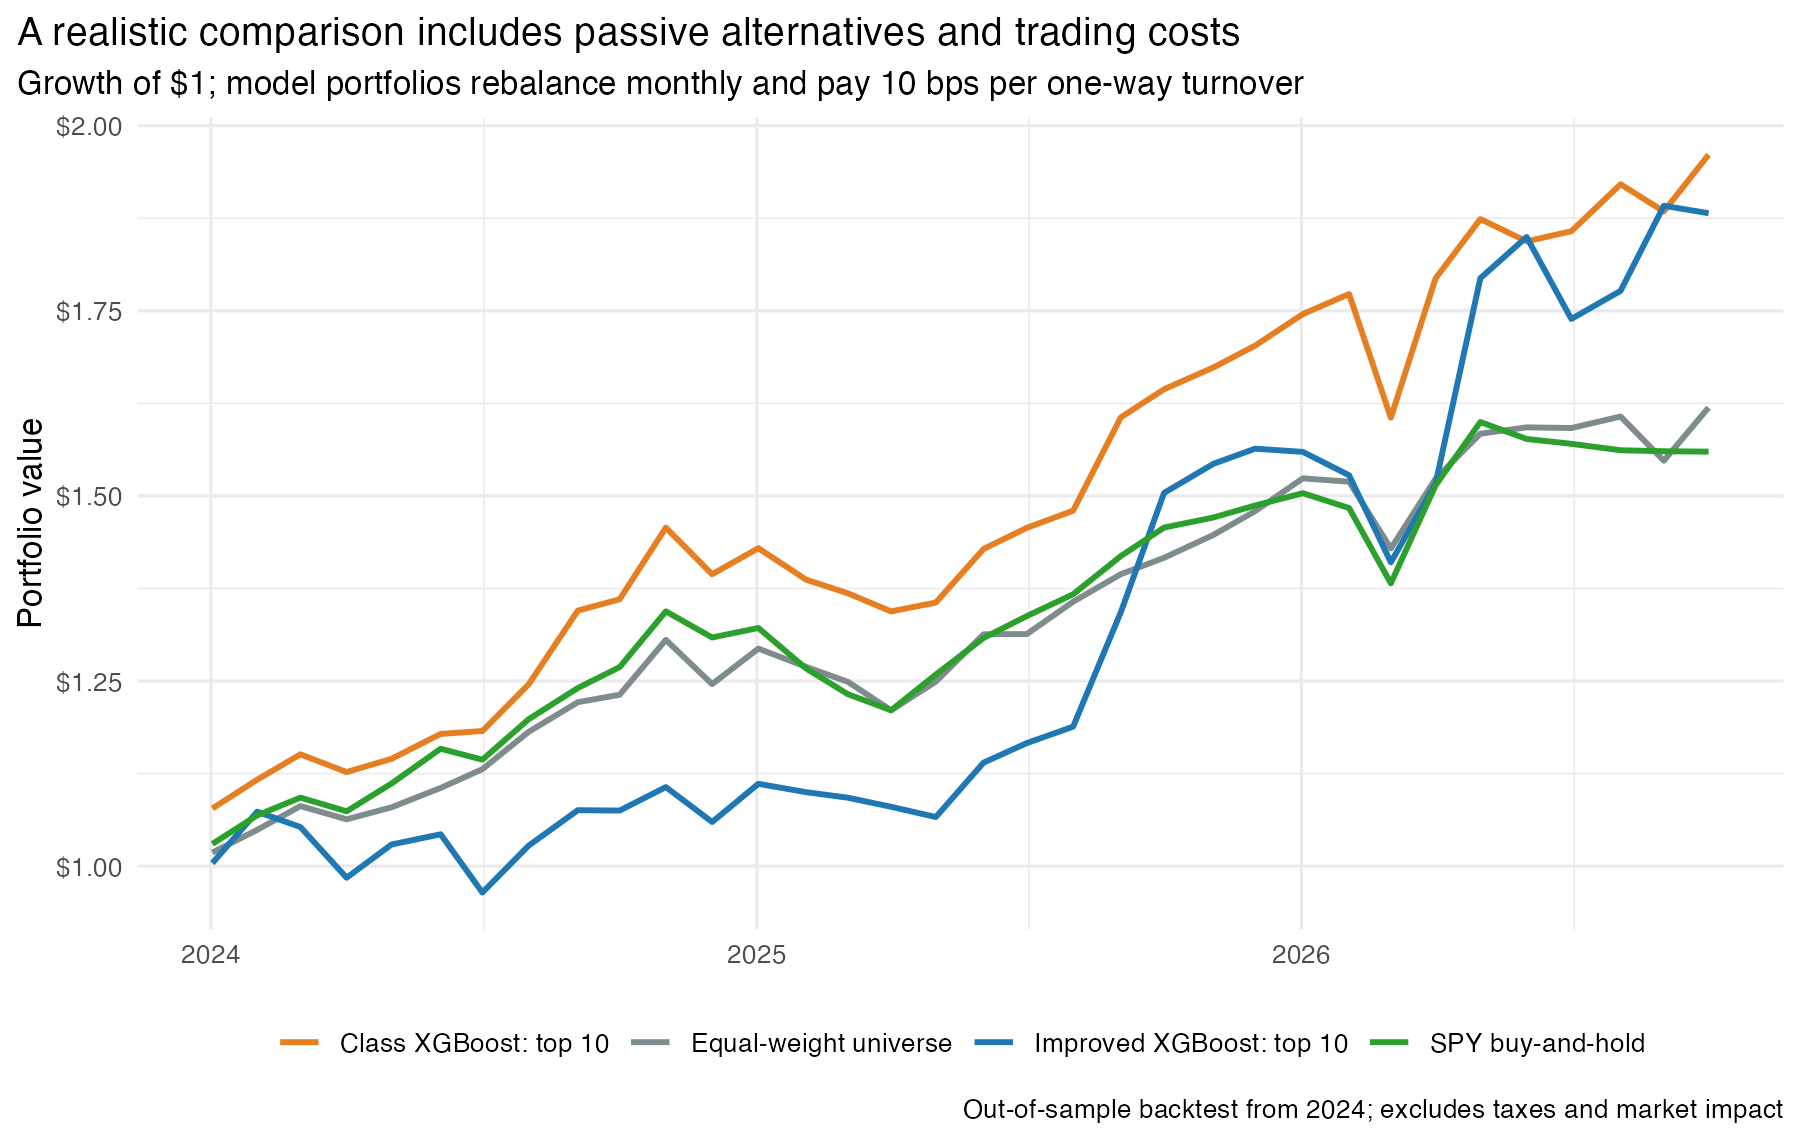 A realistic comparison includes passive alternatives and trading costs
Growth of $1; model portfolios rebalance monthly and pay 10 bps per one-way turnover
Portfolio value
$2.00
$1.75
$1.50
$1.25
$1.00
2024 2025 2026
Class XGBoost: top 10 Equal-weight universe Improved XGBoost: top 10 SPY buy-and-hold
Out-of-sample backtest from 2024; excludes taxes and market impact